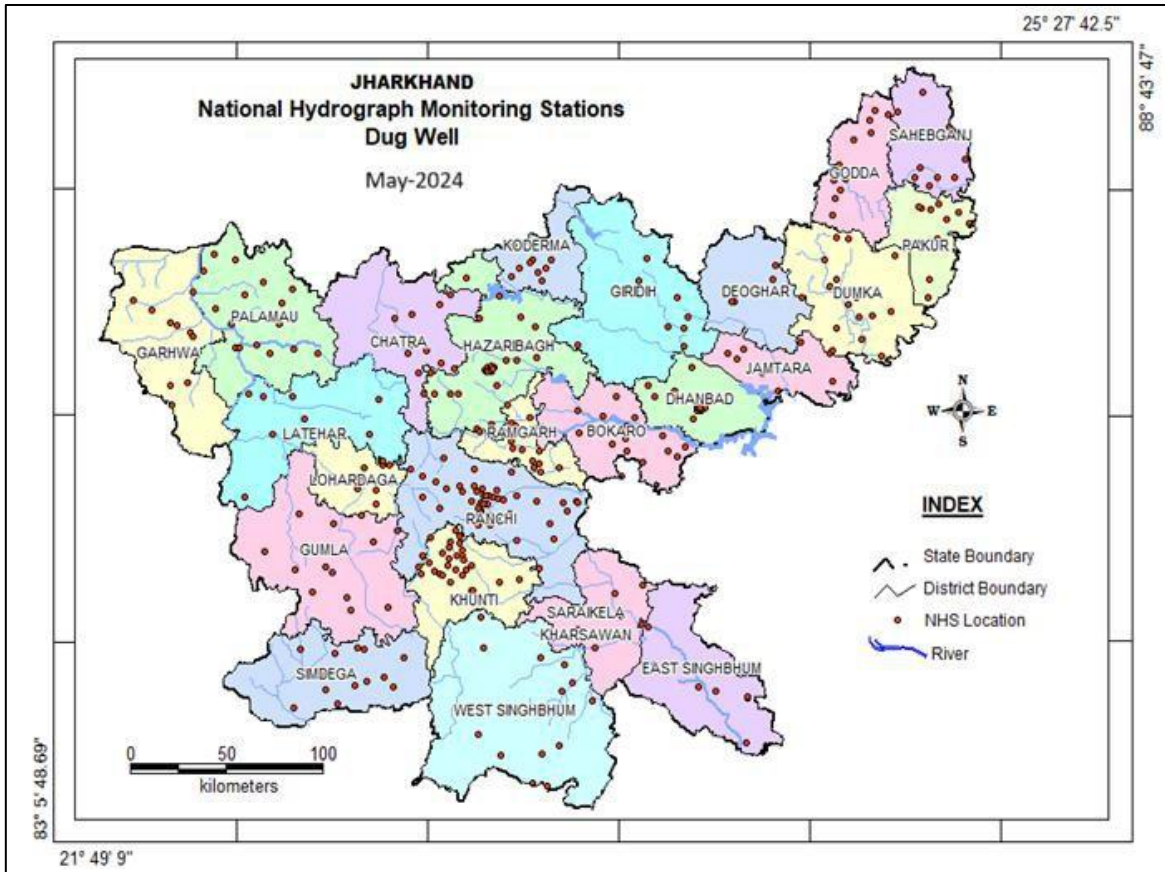 25° 27' 42.5"
88° 43' 47"
JHARKHAND
National Hydrograph Monitoring Stations
Dug Well
May-2024
SAHEBGANJ
GODDA
PAKUR
KODERMA
GIRIDIH
DEOGHAR
DUMKA
PALAMAU
GARHWA
CHATRA
HAZARIBAGH
JAMTARA
DHANBAD
LATEHAR
RAMGARH
BOKARO
LOHARDAGA
RANCHI
GUMLA
KHUNTI
SARAIKELA
KHARSAWAN
SIMDEGA
EAST SINGHBHUM
WEST SINGHBHUM
N
W
E
S
INDEX
State Boundary
District Boundary
NHS Location
River
0 50 100
kilometers
83° 5' 48.69"
21° 49' 9"